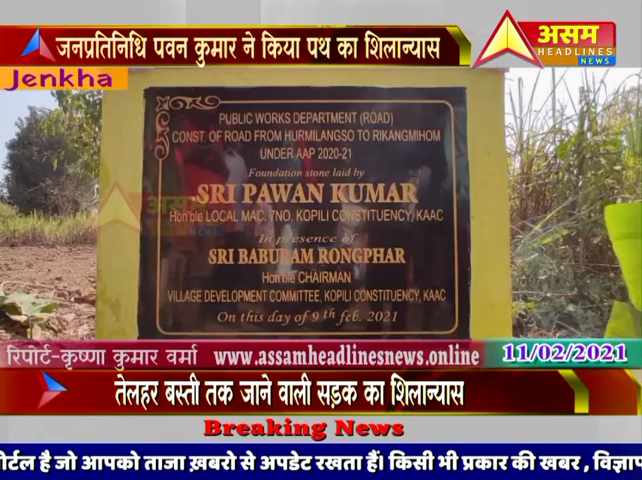 जनप्रतिनिधि पवन कुमार ने किया पथ का शिलान्यास
असम
HEADLINES
NEWS
Jenkha
PUBLIC WORKS DEPARTMENT (ROAD)
CONST. OF ROAD FROM HURMILANGSO TO RIKANGMIHOM
UNDER AAP 2020-21
Foundation stone laid by
SRI PAWAN KUMAR
Hon'ble LOCAL MAC, 7NO. KOPILI CONSTITUENCY, KAAC
In presence of
SRI BABURAM RONGPHAR
Hon'ble CHAIRMAN
VILLAGE DEVELOPMENT COMMITTEE, KOPILI CONSTITUENCY, KAAC
On this day of 9th feb. 2021
असम
रिपोर्ट-कृष्णा कुमार वर्मा www.assamheadlinesnews.online 11/02/2021
तेलहर बस्ती तक जाने वाली सड़क का शिलान्यास
Breaking News
र्टल है जो आपको ताजा ख़बरो से अपडेट रखता हैं। किसी भी प्रकार की खबर , विज्ञाप